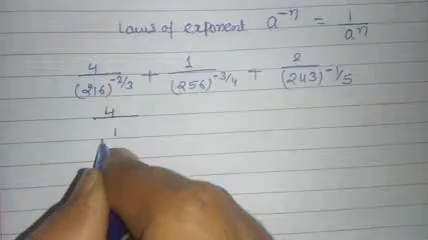 Laws of exponent a^-n = 1/a^n
4/(216)^-2/3 + 1/(256)^-3/4 + 2/(243)^-1/5
4/1